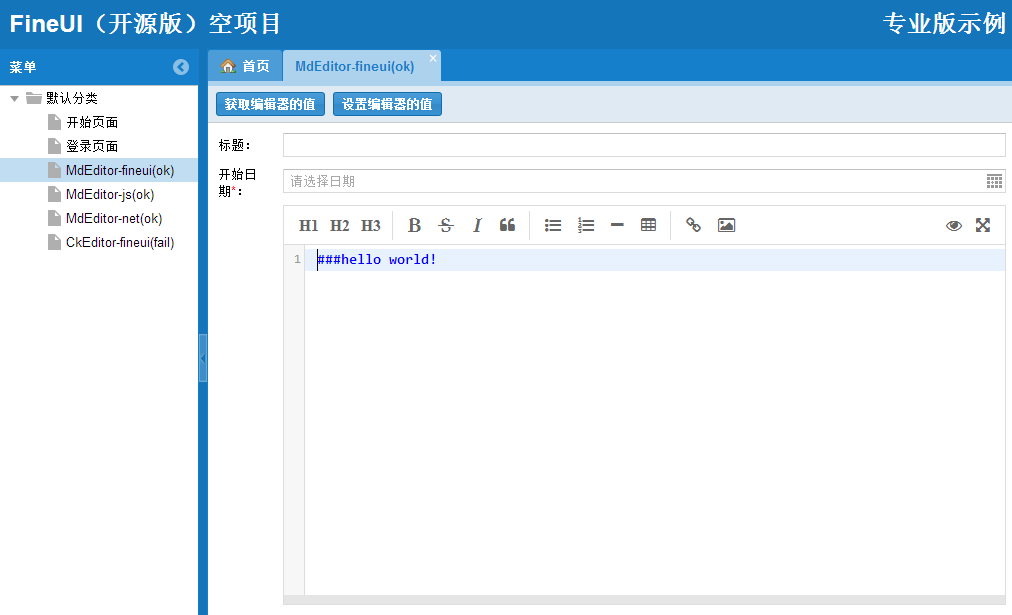 FineUI（开源版）空项目
专业版示例
菜单
首页
MdEditor-fineui(ok)
默认分类
开始页面
登录页面
MdEditor-fineui(ok)
MdEditor-js(ok)
MdEditor-net(ok)
CkEditor-fineui(fail)
获取编辑器的值 设置编辑器的值
标题：
开始日
期*：
请选择日期
H1 H2 H3 B S I
1 ###hello world!